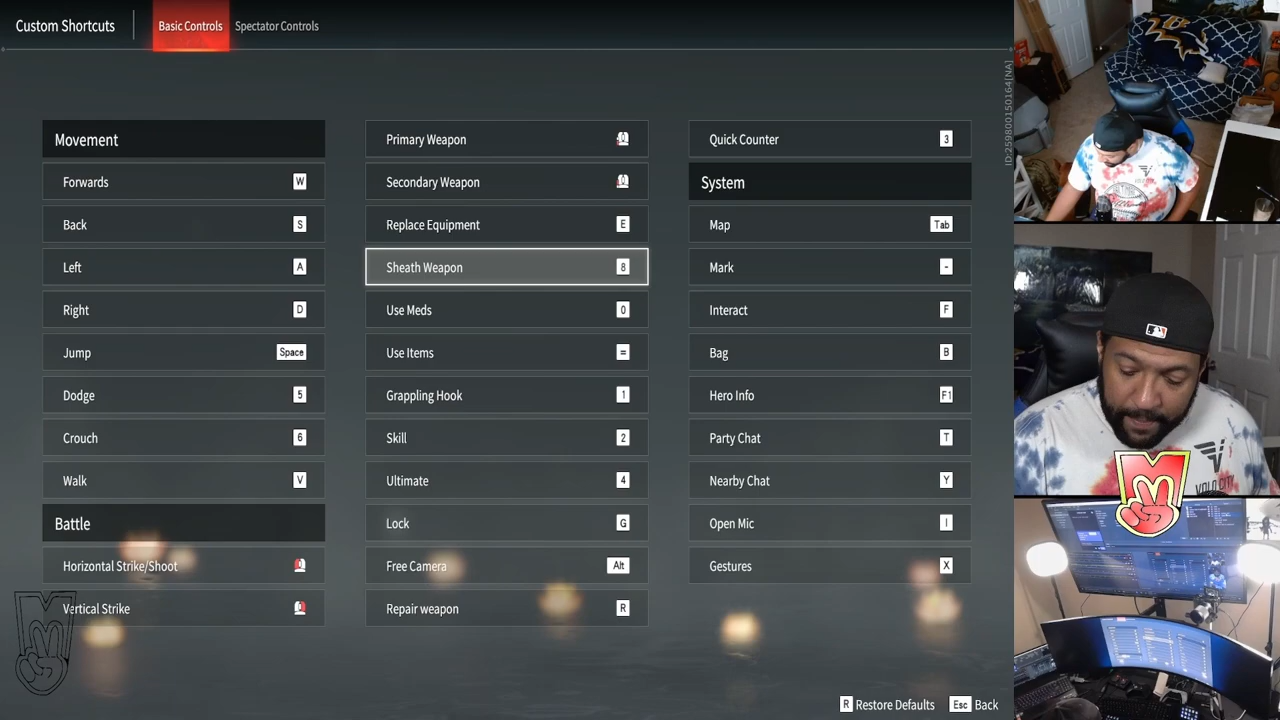 Custom Shortcuts
Basic Controls
Spectator Controls
ID:259800150164[NA]
Movement
Forwards W
Back S
Left A
Right D
Jump Space
Dodge 5
Crouch 6
Walk V
Battle
Horizontal Strike/Shoot
Vertical Strike
Primary Weapon
Secondary Weapon
Replace Equipment E
Sheath Weapon 8
Use Meds 0
Use Items =
Grappling Hook 1
Skill 2
Ultimate 4
Lock G
Free Camera Alt
Repair weapon R
Quick Counter 3
System
Map Tab
Mark -
Interact F
Bag B
Hero Info F1
Party Chat T
Nearby Chat Y
Open Mic I
Gestures X
R Restore Defaults
Esc Back